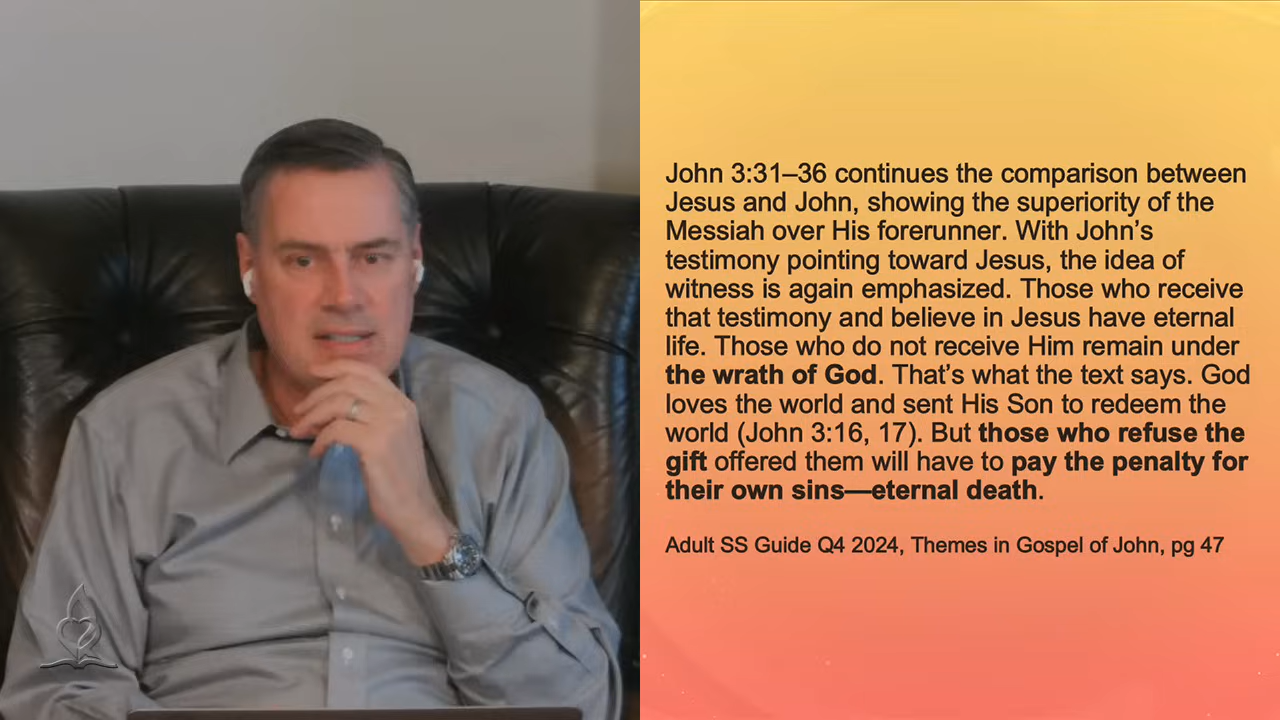 John 3:31–36 continues the comparison between
Jesus and John, showing the superiority of the
Messiah over His forerunner. With John’s
testimony pointing toward Jesus, the idea of
witness is again emphasized. Those who receive
that testimony and believe in Jesus have eternal
life. Those who do not receive Him remain under
the wrath of God. That’s what the text says. God
loves the world and sent His Son to redeem the
world (John 3:16, 17). But those who refuse the
gift offered them will have to pay the penalty for
their own sins—eternal death.
Adult SS Guide Q4 2024, Themes in Gospel of John, pg 47